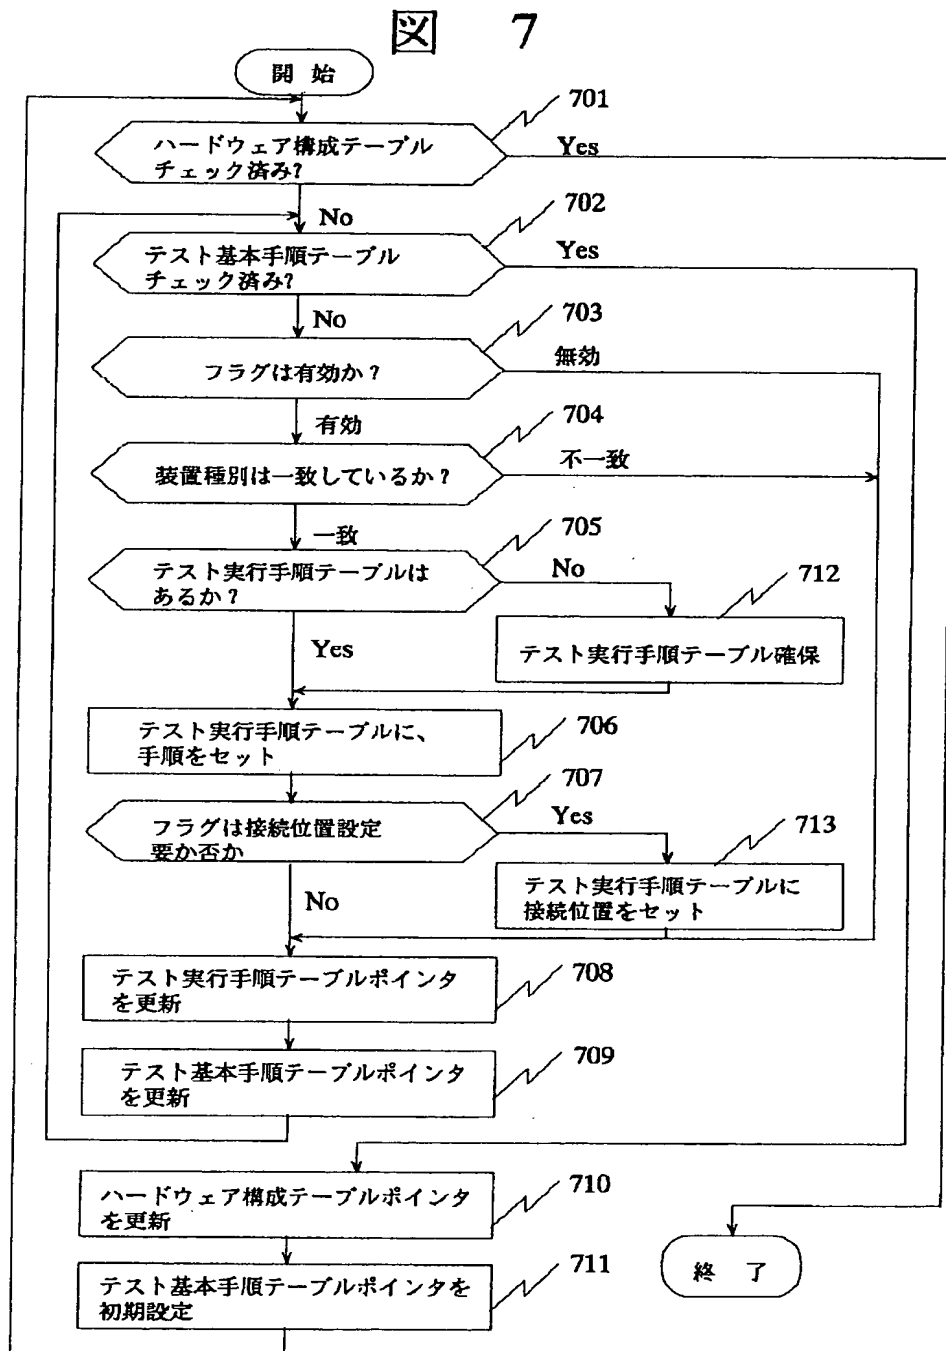 図 7
開 始
701
ハードウェア構成テーブル
チェック済み?
Yes
No
702
テスト基本手順テーブル
チェック済み?
Yes
No
703
フラグは有効か?
無効
有効
704
装置種別は一致しているか?
不一致
一致
705
テスト実行手順テーブルは
あるか?
No
712
Yes
テスト実行手順テーブル確保
テスト実行手順テーブルに、
手順をセット
706
707
フラグは接続位置設定
要か否か
Yes
713
No
テスト実行手順テーブルに
接続位置をセット
テスト実行手順テーブルポインタ
を更新
708
テスト基本手順テーブルポインタ
を更新
709
ハードウェア構成テーブルポインタ
を更新
710
テスト基本手順テーブルポインタを
初期設定
711
終 了